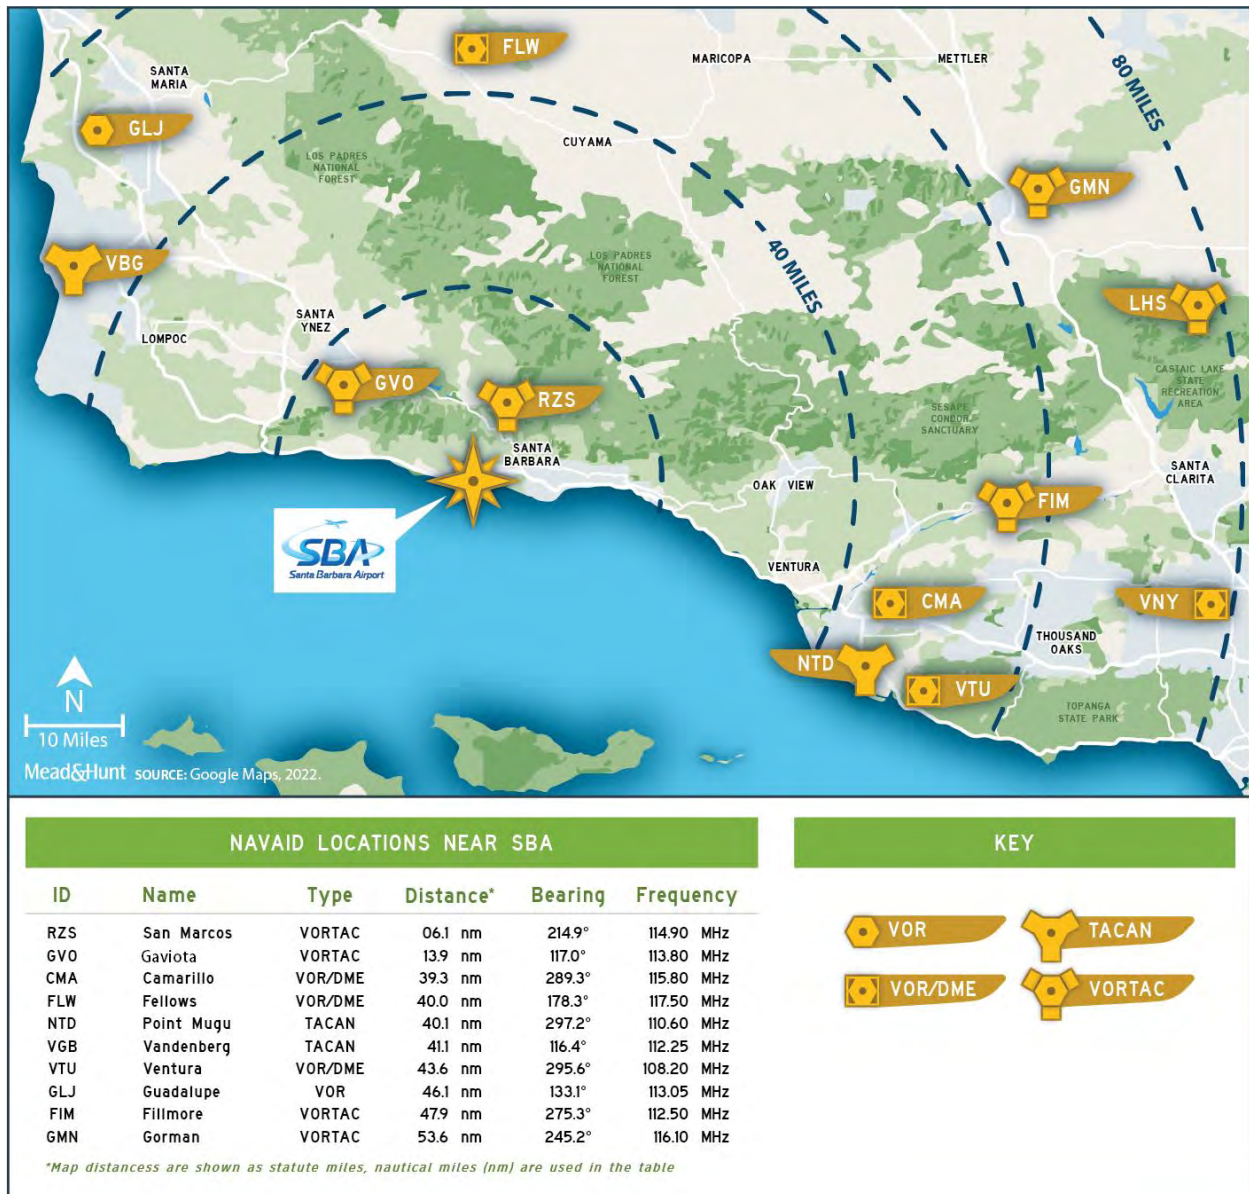 FLW
MARICOPA
METTLER
80 MILES
SANTA
MARIA
GLJ
CUYAMA
LOS PADRES
NATIONAL
FOREST
GMN
VBG
LOS PADRES
NATIONAL
FOREST
40 MILES
LHS
SANTA
YNEZ
LOMPOC
GVO
RZS
CASTAIC LAKE
STATE
RECREATION
AREA
SESAPE
CONDOR
SANCTUARY
SANTA
BARBARA
OAK VIEW
SANTA
CLARITA
FIM
SBA
Santa Barbara Airport
VENTURA
CMA
VNY
THOUSAND
OAKS
NTD
VTU
TOPANGA
STATE PARK
N
10 Miles
Mead&Hunt SOURCE: Google Maps, 2022.
NAVAID LOCATIONS NEAR SBA
ID Name Type Distance* Bearing Frequency
RZS San Marcos VORTAC 06.1 nm 214.9° 114.90 MHz
GVO Gaviota VORTAC 13.9 nm 117.0° 113.80 MHz
CMA Camarillo VOR/DME 39.3 nm 289.3° 115.80 MHz
FLW Fellows VOR/DME 40.0 nm 178.3° 117.50 MHz
NTD Point Mugu TACAN 40.1 nm 297.2° 110.60 MHz
VGB Vandenberg TACAN 41.1 nm 116.4° 112.25 MHz
VTU Ventura VOR/DME 43.6 nm 295.6° 108.20 MHz
GLJ Guadalupe VOR 46.1 nm 133.1° 113.05 MHz
FIM Fillmore VORTAC 47.9 nm 275.3° 112.50 MHz
GMN Gorman VORTAC 53.6 nm 245.2° 116.10 MHz
*Map distancess are shown as statute miles, nautical miles (nm) are used in the table
KEY
VOR
TACAN
VOR/DME
VORTAC